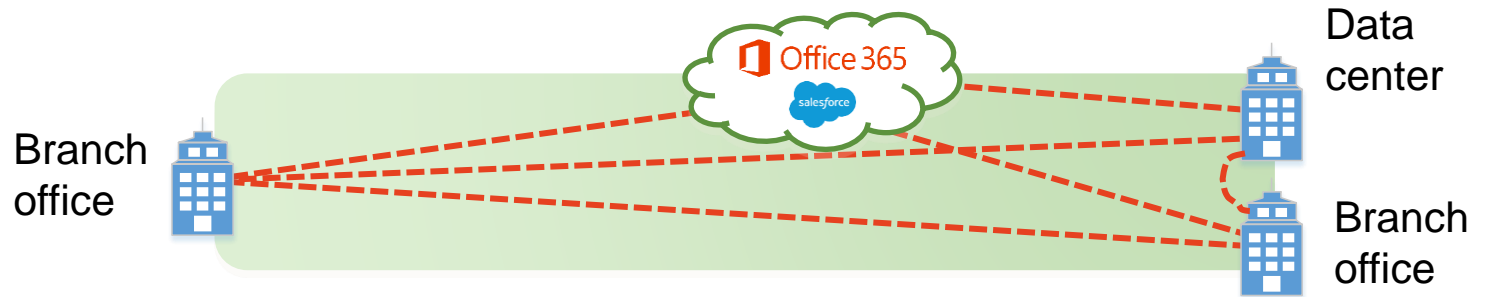 Data
center
Office 365
salesforce
Branch
office
Branch
office